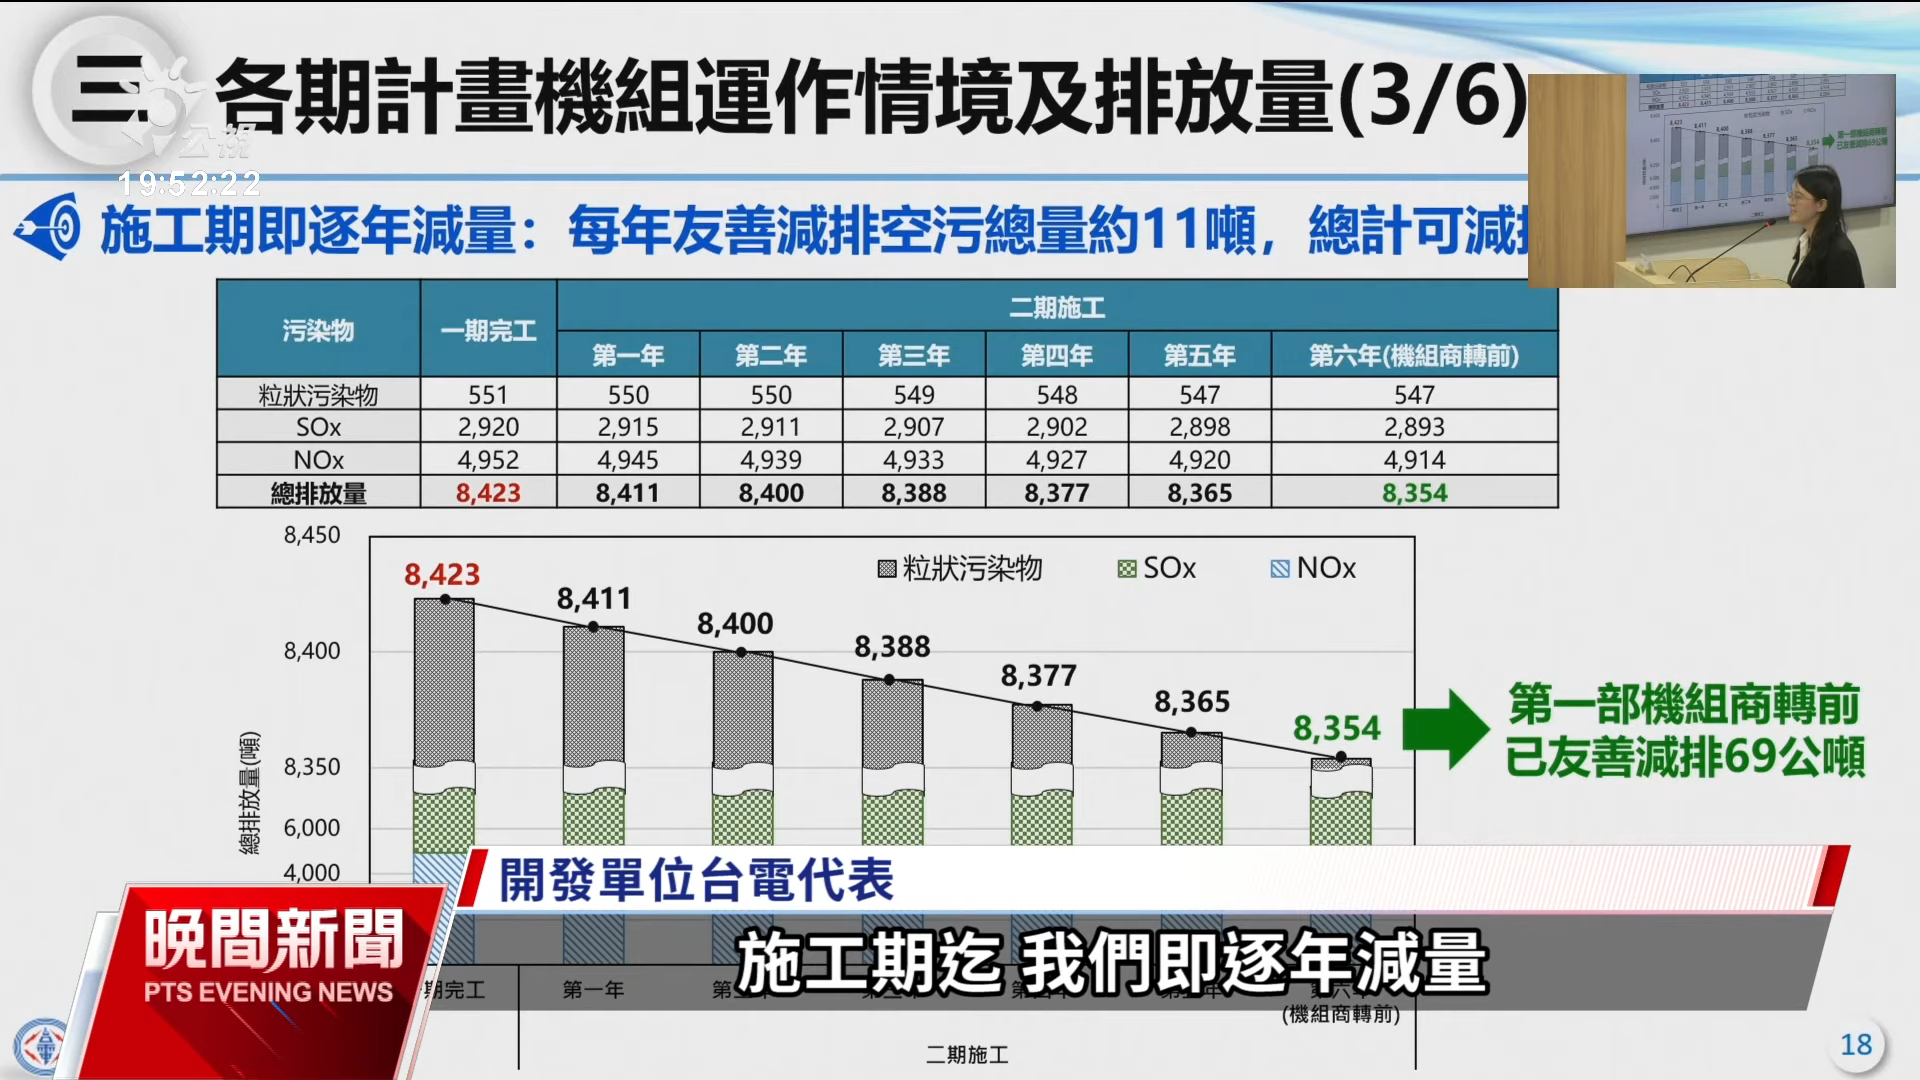 三、各期計畫機組運作情境及排放量(3/6)
公視
19:52:22
施工期即逐年減量：每年友善減排空污總量約11噸，總計可減
污染物 一期完工 二期施工
第一年 第二年 第三年 第四年 第五年 第六年(機組商轉前)
粒狀污染物 551 550 550 549 548 547 547
SOx 2,920 2,915 2,911 2,907 2,902 2,898 2,893
NOx 4,952 4,945 4,939 4,933 4,927 4,920 4,914
總排放量 8,423 8,411 8,400 8,388 8,377 8,365 8,354
8,450
粒狀污染物 SOx NOx
8,423 8,411 8,400 8,388 8,377 8,365 8,354
8,400
8,350
6,000
4,000
總排放量(噸)
第一部機組商轉前
已友善減排69公噸
開發單位台電代表
晚間新聞
PTS EVENING NEWS
施工期迄 我們即逐年減量
期完工 第一年
(機組商轉前)
二期施工
18